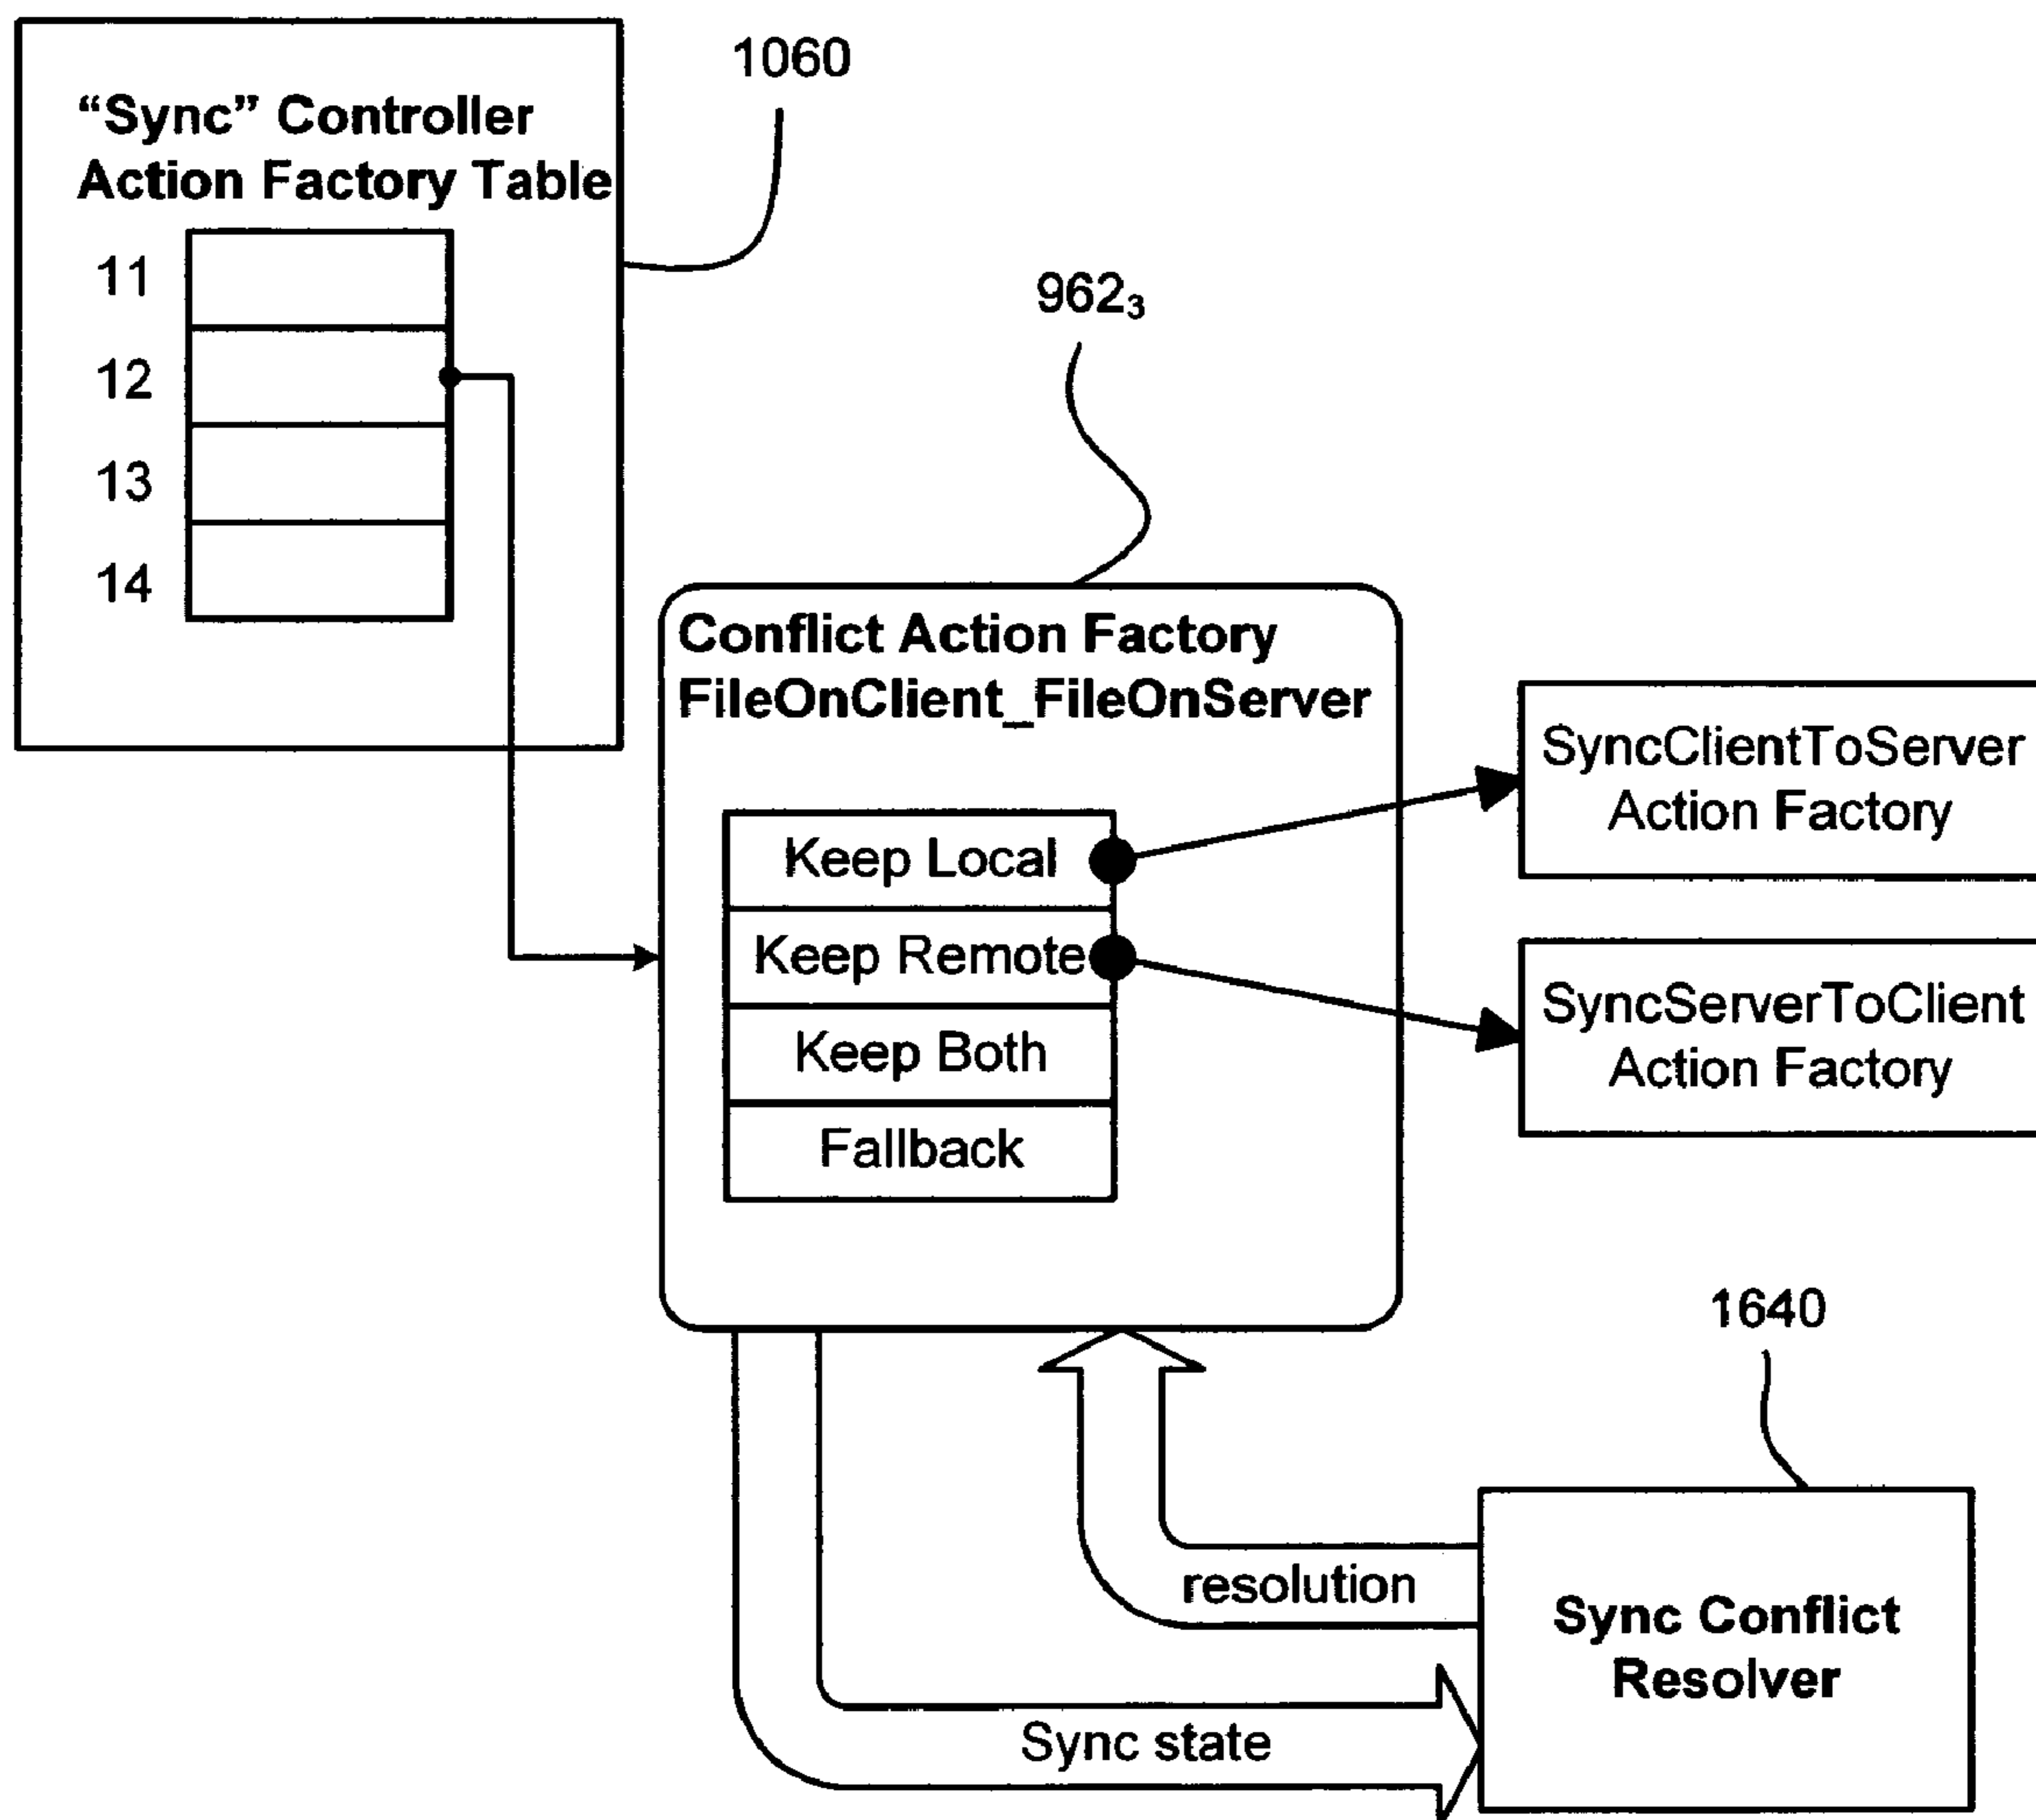 1060
“Sync” Controller
Action Factory Table
11
12
13
14
962₃
Conflict Action Factory
FileOnClient_FileOnServer
Keep Local
Keep Remote
Keep Both
Fallback
SyncClientToServer
Action Factory
SyncServerToClient
Action Factory
1640
resolution
Sync Conflict
Resolver
Sync state